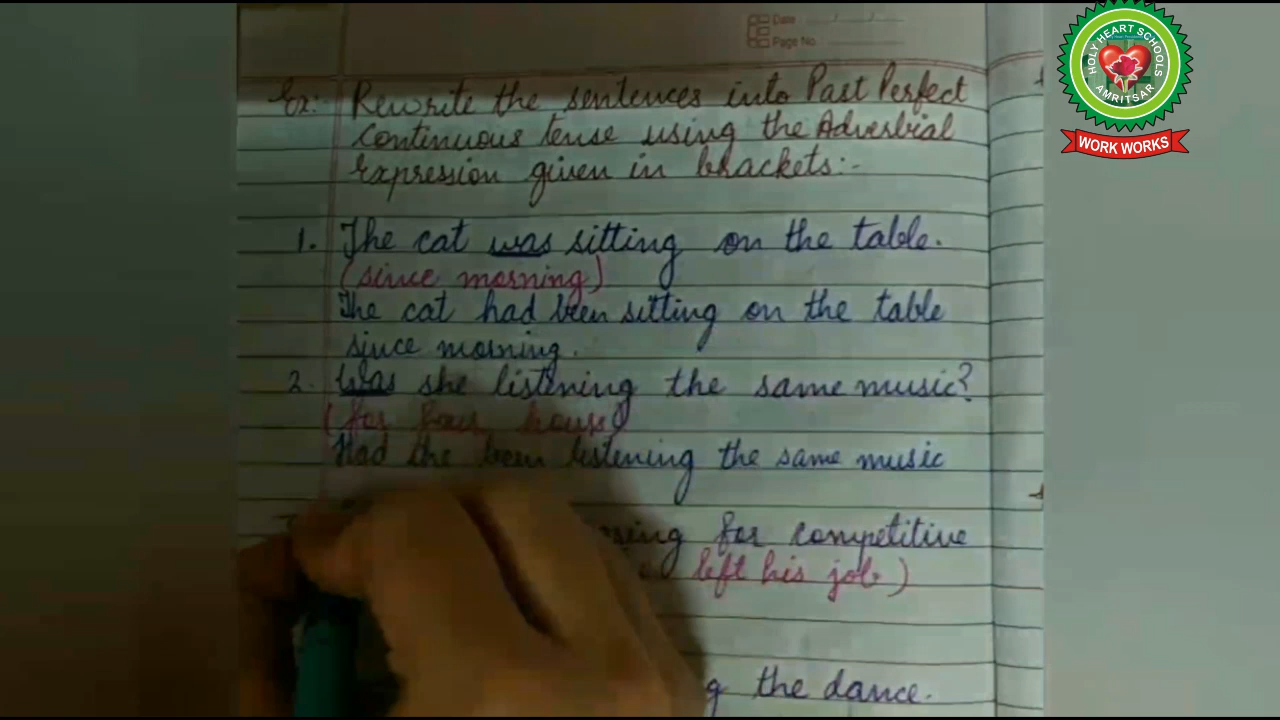 Date
Page No.
Ex: Rewrite the sentences into Past Perfect
continuous tense using the Adverbial
expression given in brackets:-
1. The cat was sitting on the table.
(since morning)
The cat had been sitting on the table
since morning.
2. Was she listening the same music?
(for four hours)
Had she been listening the same music
for competitive
left his job)
the dance.
HOLY HEART SCHOOLS
AMRITSAR
WORK WORKS